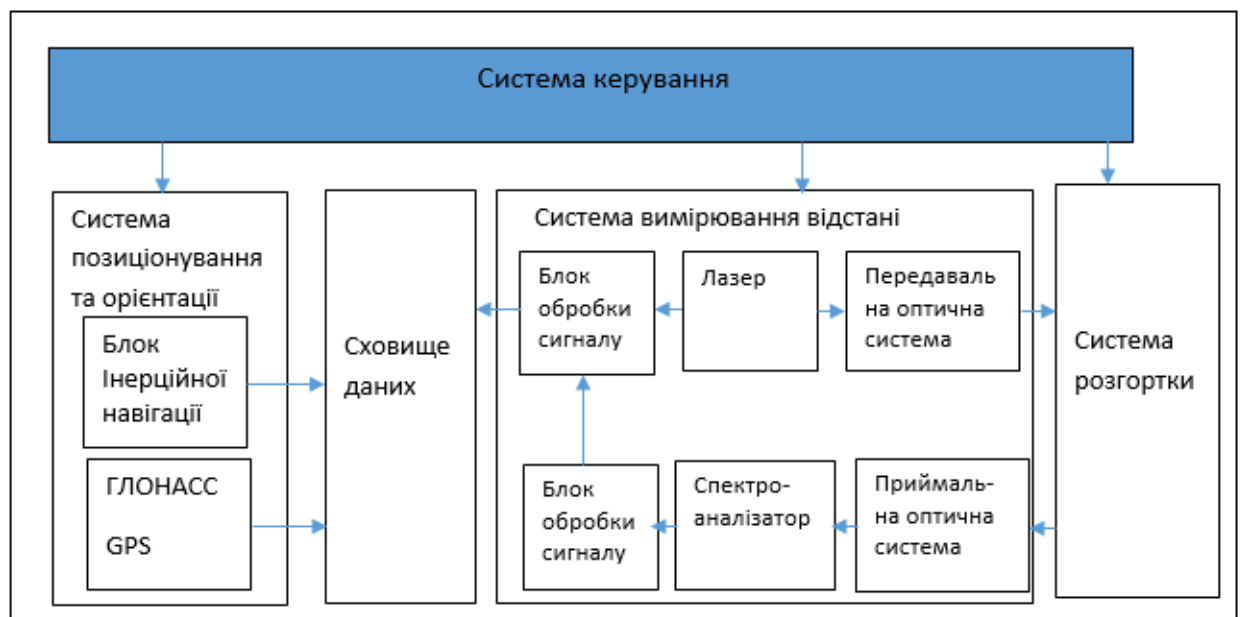 Система керування
Система
позиціонування
та орієнтації
Блок
Інерційної
навігації
ГЛОНАСС
GPS
Сховище
даних
Система вимірювання відстані
Блок
обробки
сигналу
Лазер
Передаваль
на оптична
система
Блок
обробки
сигналу
Спектро-
аналізатор
Приймаль-
на оптична
система
Система
розгортки